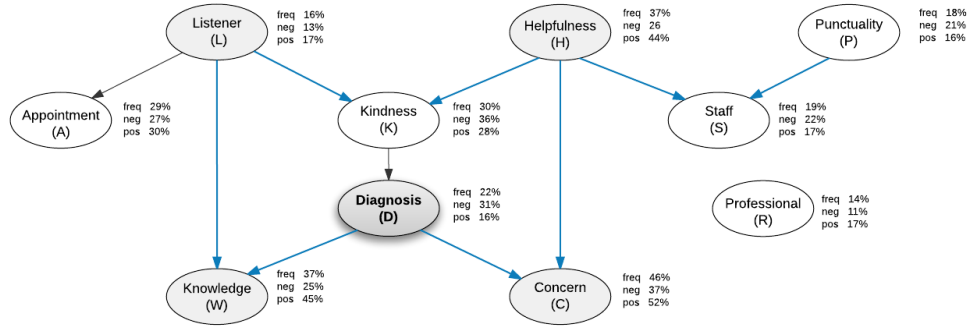 Listener
(L)
freq 16%
neg 13%
pos 17%
Helpfulness
(H)
freq 37%
neg 26
pos 44%
Punctuality
(P)
freq 18%
neg 21%
pos 16%
Appointment
(A)
freq 29%
neg 27%
pos 30%
Kindness
(K)
freq 30%
neg 36%
pos 28%
Staff
(S)
freq 19%
neg 22%
pos 17%
Diagnosis
(D)
freq 22%
neg 31%
pos 16%
Professional
(R)
freq 14%
neg 11%
pos 17%
Knowledge
(W)
freq 37%
neg 25%
pos 45%
Concern
(C)
freq 46%
neg 37%
pos 52%